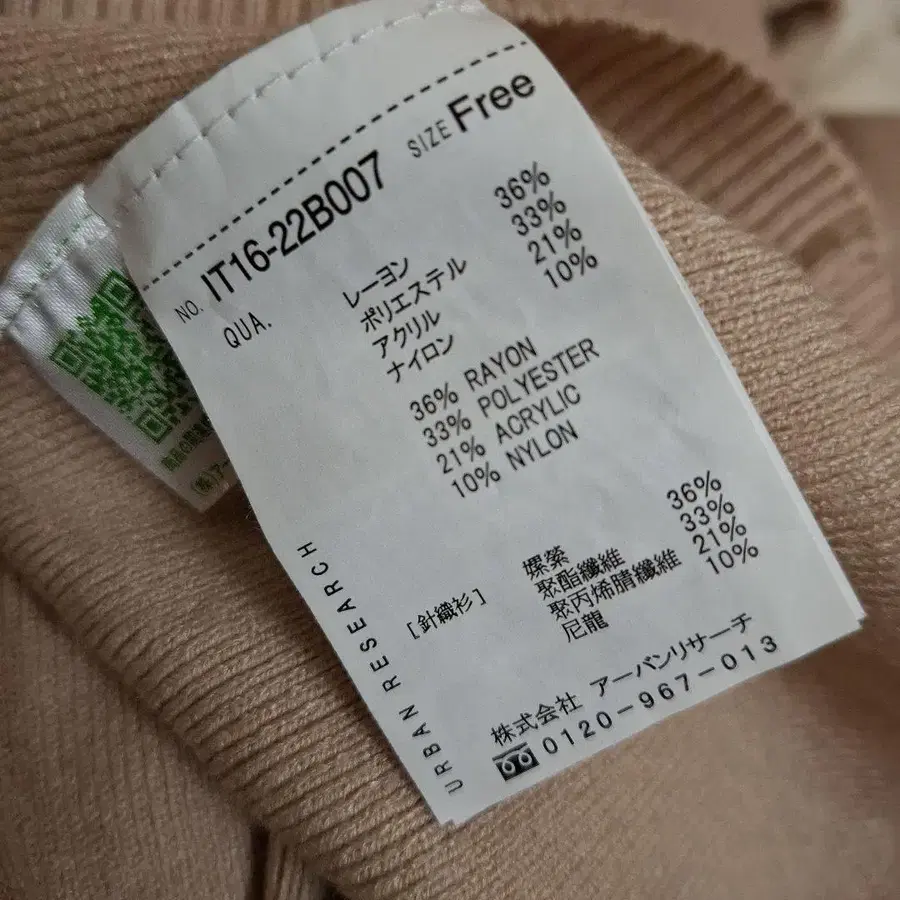 NO. IT16-22B007 SIZE Free
QUA.
レーヨン 36%
ポリエステル 33%
アクリル 21%
ナイロン 10%
36% RAYON
33% POLYESTER
21% ACRYLIC
10% NYLON
[針織衫]
嫘縈 36%
聚酯纖維 33%
聚丙烯腈纖維 21%
尼龍 10%
URBAN RESEARCH
株式会社 アーバンリサーチ
0120-967-013
(株)アー